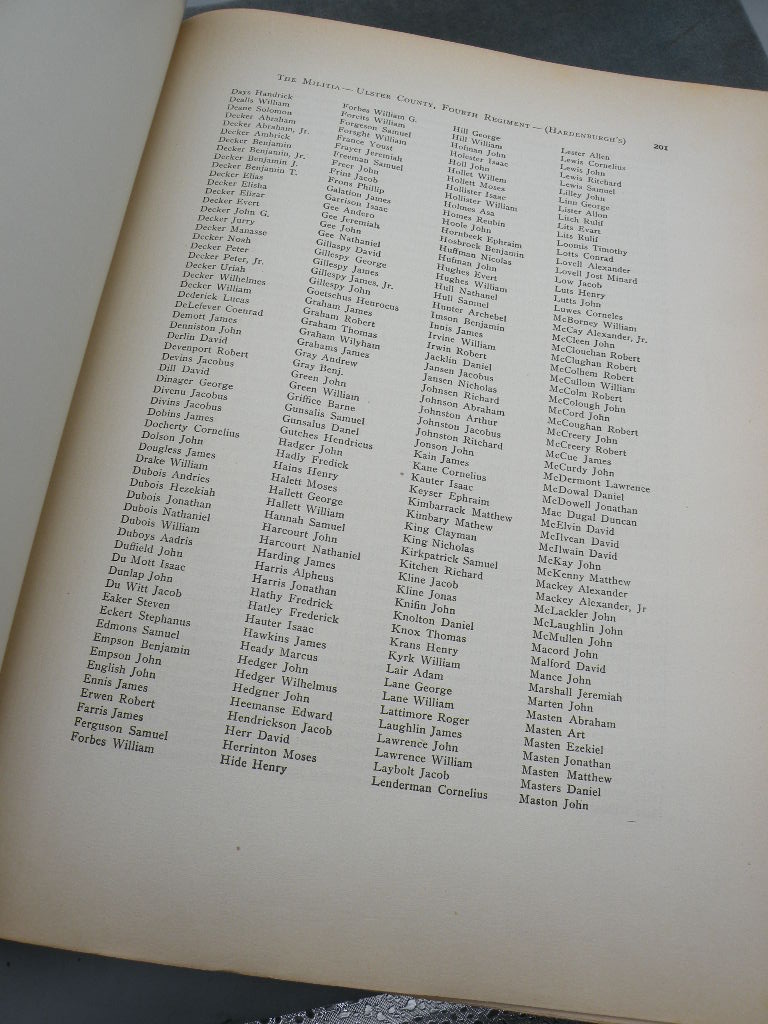 The Militia — Ulster County, Fourth Regiment — (Hardenburgh's) 201
Days Handrick
Dealls William
Deane Solomon
Decker Abraham
Decker Abraham, Jr.
Decker Ambrick
Decker Benjamin
Decker Benjamin, Jr.
Decker Benjamin J.
Decker Benjamin T.
Decker Elias
Decker Elisha
Decker Elizar
Decker Evert
Decker John G.
Decker Jurry
Decker Manasse
Decker Noah
Decker Peter
Decker Peter, Jr.
Decker Uriah
Decker Wilhelmes
Decker William
Dederick Lucas
DeLefever Coenrad
Demott James
Denniston John
Derlin David
Devenport Robert
Devins Jacobus
Dill David
Dinager George
Divenu Jacobus
Divins Jacobus
Dobins James
Docherty Cornelius
Dolson John
Dougless James
Drake William
Dubois Andries
Dubois Hezekiah
Dubois Jonathan
Dubois Nathaniel
Dubois William
Duboys Aadris
Duffield John
Du Mott Isaac
Dunlap John
Du Witt Jacob
Eaker Steven
Eckert Stephanus
Edmons Samuel
Empson Benjamin
Empson John
English John
Ennis James
Erwen Robert
Farris James
Ferguson Samuel
Forbes William
Forbes William G.
Forcits William
Forgeson Samuel
Forsght William
France Youst
Frayer Jeremiah
Freeman Samuel
Freer John
Frint Jacob
Frons Phillip
Galation James
Garrison Isaac
Gee Andero
Gee Jeremiah
Gee John
Gee Nathaniel
Gillaspy David
Gillespy George
Gillespy James
Gillespy James, Jr.
Gillespy John
Goetschus Henrocus
Graham James
Graham Robert
Graham Thomas
Graham Wilyham
Grahams James
Gray Andrew
Gray Benj.
Green John
Green William
Griffice Barne
Gunsalis Samuel
Gunsalus Danel
Gutches Hendricus
Hadger John
Hadly Fredick
Hains Henry
Halett Moses
Hallett George
Hallett William
Hannah Samuel
Harcourt John
Harcourt Nathaniel
Harding James
Harris Alpheus
Harris Jonathan
Hathy Fredrick
Hatley Frederick
Hauter Isaac
Hawkins James
Heady Marcus
Hedger John
Hedger Wilhelmus
Hedgner John
Heemanse Edward
Hendrickson Jacob
Herr David
Herrinton Moses
Hide Henry
Hill George
Hill William
Hofman John
Holester Isaac
Holl John
Hollet Willem
Hollett Moses
Hollister Isaac
Hollister William
Holmes Asa
Homes Reubin
Hoofe John
Hornbeck Ephraim
Hosbrock Benjamin
Huffman Nicolas
Hufman John
Hughes Evert
Hughes William
Hull Nathanel
Hull Samuel
Hunter Archebel
Imson Benjamin
Innis James
Irvine William
Irwin Robert
Jacklin Daniel
Jansen Jacobus
Jansen Nicholas
Johnsen Richard
Johnson Abraham
Johnston Arthur
Johnston Jacobus
Johnston Ritchard
Jonson John
Kain James
Kane Cornelius
Kauter Isaac
Keyser Ephraim
Kimbarrack Matthew
Kimbary Mathew
King Clayman
King Nicholas
Kirkpatrick Samuel
Kitchen Richard
Kline Jacob
Kline Jonas
Knifin John
Knolton Daniel
Knox Thomas
Krans Henry
Kyrk William
Lair Adam
Lane George
Lane William
Lattimore Roger
Laughlin James
Lawrence John
Lawrence William
Laybolt Jacob
Lenderman Cornelius
Lester Allen
Lewis Cornelius
Lewis John
Lewis Ritchard
Lewis Samuel
Lilley John
Linn George
Lister Allon
Litch Rulif
Lits Evart
Lits Rulif
Loomis Timothy
Lotts Conrad
Lovell Alexander
Lovell Jost Minard
Low Jacob
Luts Henry
Lutts John
Luwes Corneles
McBorney William
McCay Alexander, Jr.
McCleen John
McClouchan Robert
McClughan Robert
McColhem Robert
McCullom William
McColm Robert
McColough John
McCord John
McCoughan Robert
McCreery John
McCreery Robert
McCue James
McCurdy John
McDermont Lawrence
McDowal Daniel
McDowell Jonathan
Mac Dugal Duncan
McElvin David
McIlvean David
McIlwain David
McKay John
McKenny Matthew
Mackey Alexander
Mackey Alexander, Jr
McLackler John
McLaughlin John
McMullen John
Macord John
Malford David
Mance John
Marshall Jeremiah
Marten John
Masten Abraham
Masten Art
Masten Ezekiel
Masten Jonathan
Masten Matthew
Masters Daniel
Maston John